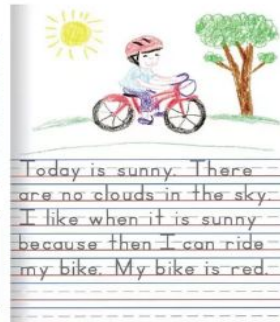 Today is sunny. There
are no clouds in the sky.
I like when it is sunny
because then I can ride
my bike. My bike is red.